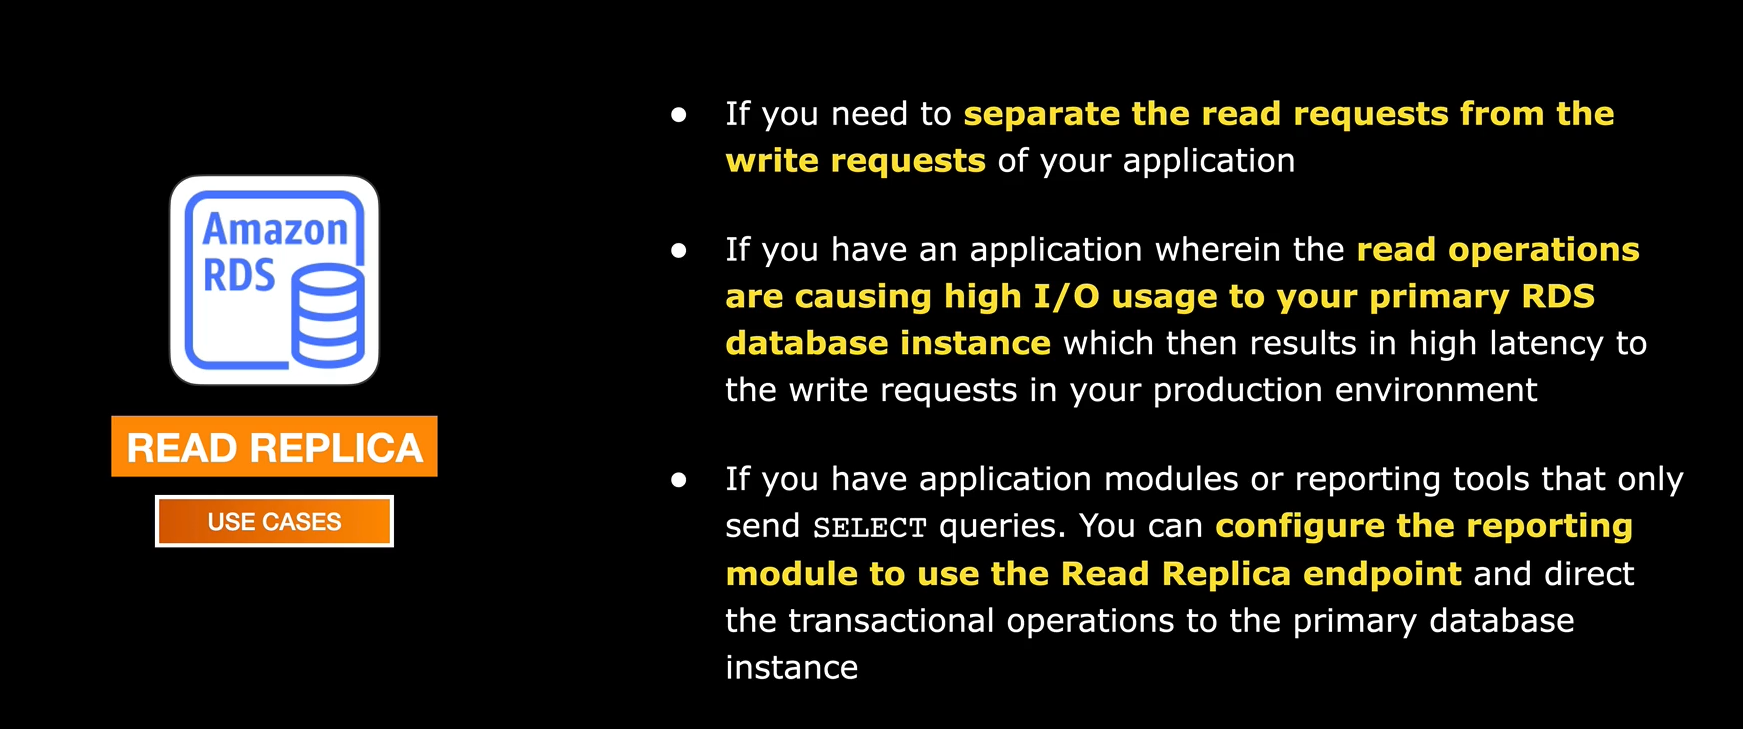 Amazon
RDS
READ REPLICA
USE CASES
● If you need to separate the read requests from the
write requests of your application
● If you have an application wherein the read operations
are causing high I/O usage to your primary RDS
database instance which then results in high latency to
the write requests in your production environment
● If you have application modules or reporting tools that only
send SELECT queries. You can configure the reporting
module to use the Read Replica endpoint and direct
the transactional operations to the primary database
instance